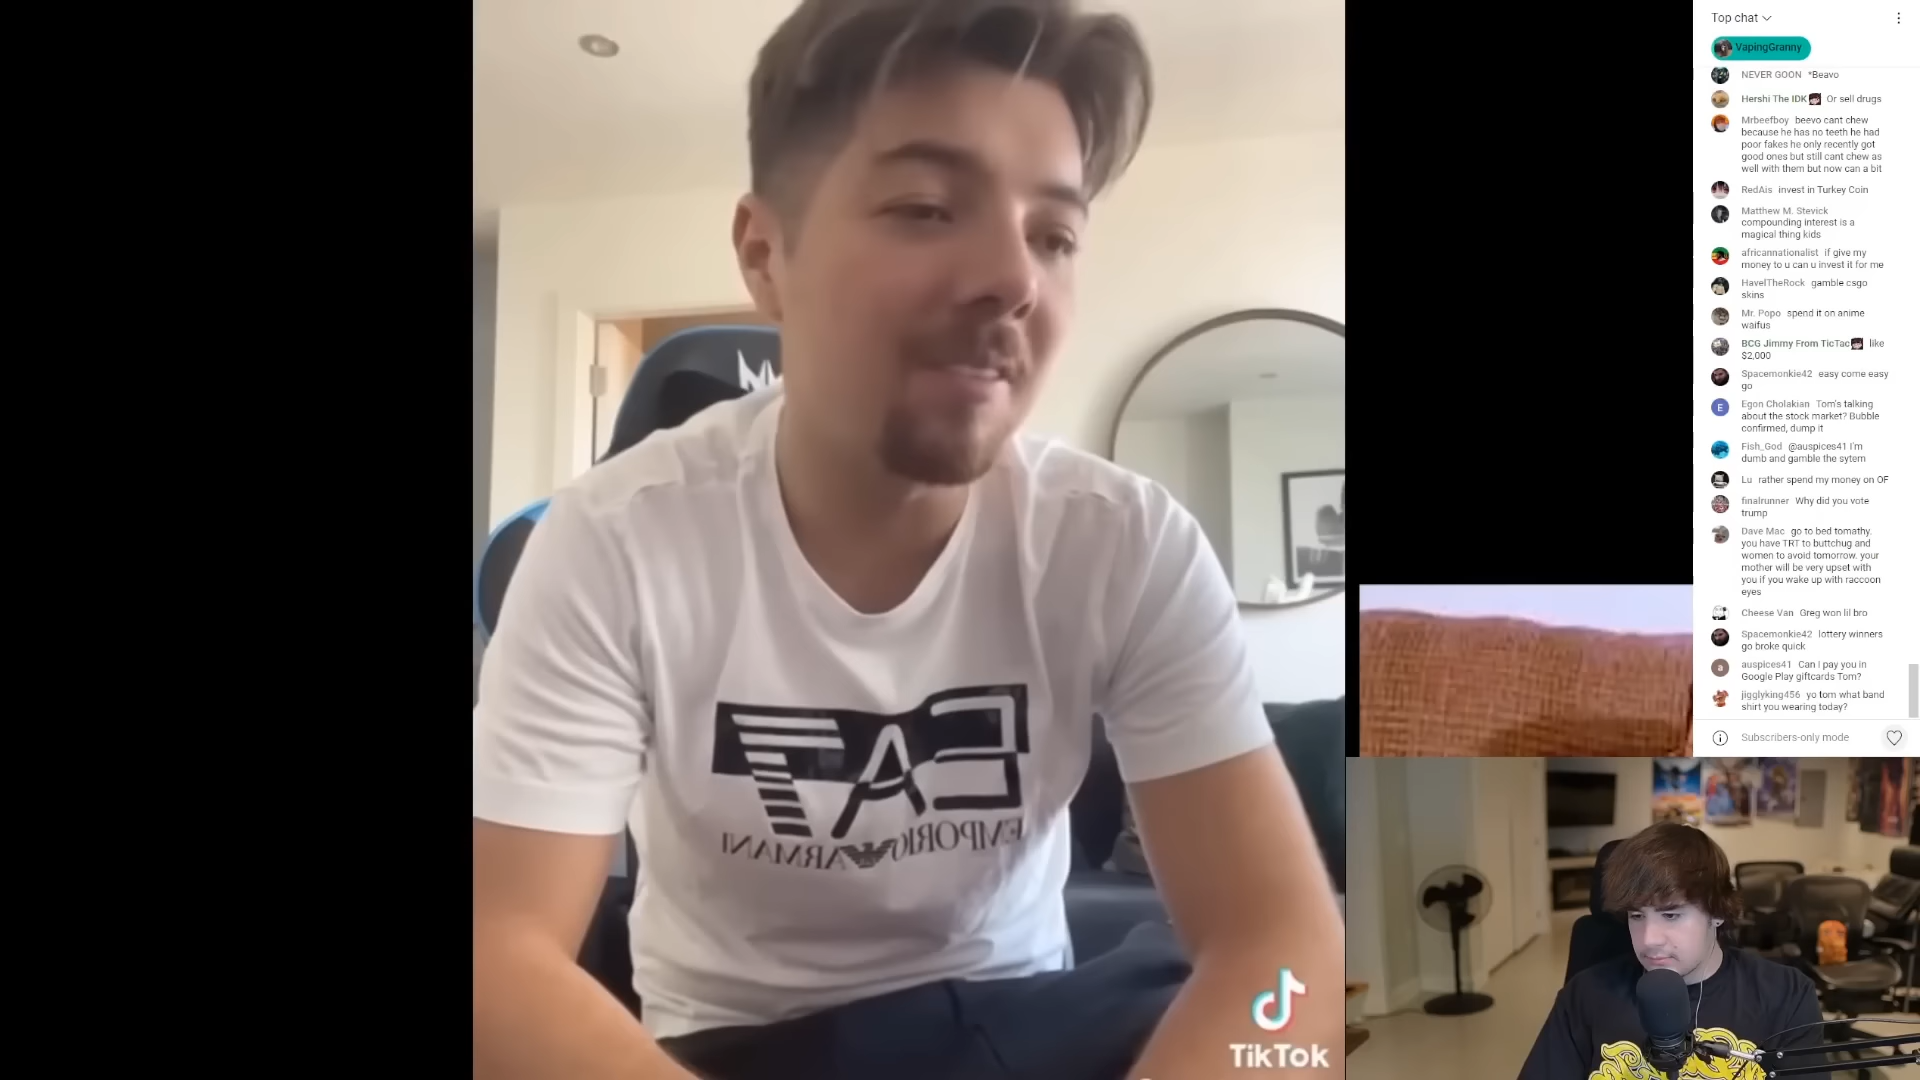 Top chat
VapingGranny
NEVER GOON *Beavo
Hershi The IDK Or sell drugs
Mrbeefboy beevo cant chew
because he has no teeth he had
poor fakes he only recently got
good ones but still cant chew as
well with them but now can a bit
RedAis invest in Turkey Coin
Matthew M. Stevick
compounding interest is a
magical thing kids
africannationalist if give my
money to u can u invest it for me
HavelTheRock gamble csgo
skins
Mr. Popo spend it on anime
waifus
BCG Jimmy From TicTac like
$2,000
Spacemonkie42 easy come easy
go
E
Egon Cholakian Tom's talking
about the stock market? Bubble
confirmed, dump it
Fish_God @auspices41 I'm
dumb and gamble the sytem
Lu rather spend my money on OF
finalrunner Why did you vote
trump
Dave Mac go to bed tomathy.
you have TRT to buttchug and
women to avoid tomorrow. your
mother will be very upset with
you if you wake up with raccoon
eyes
Cheese Van Greg won lil bro
Spacemonkie42 lottery winners
go broke quick
a
auspices41 Can I pay you in
Google Play giftcards Tom?
jigglyking456 yo tom what band
shirt you wearing today?
Subscribers-only mode
EA7
EMPORIO ARMANI
TikTok